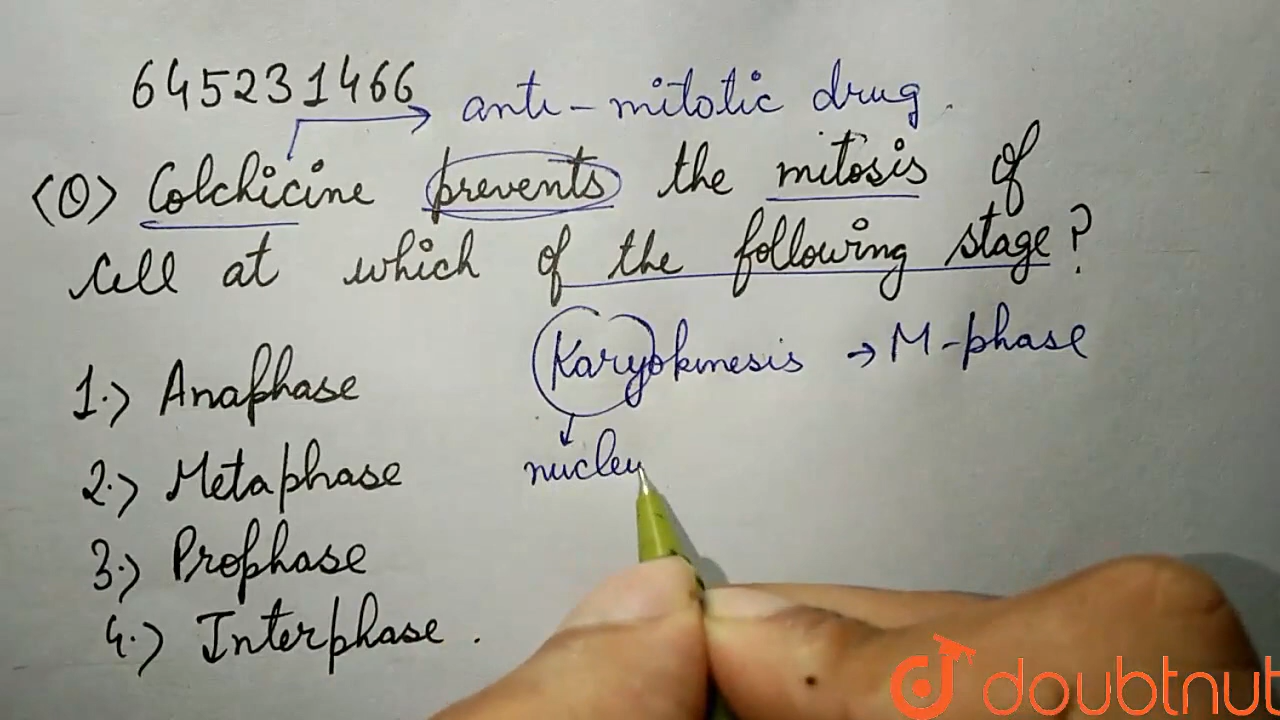 645231466
anti-mitotic drug.
(Q) Colchicine prevents the mitosis of
cell at which of the following stage?
Karyokinesis → M-phase
1.) Anaphase
nucleu
2.) Metaphase
3.) Prophase
4.) Interphase.
doubtnut